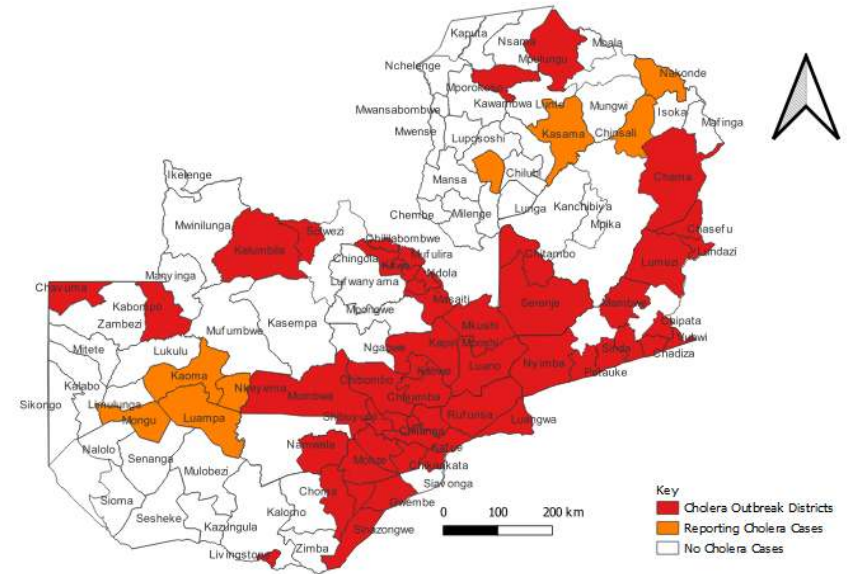 Kaputa
Nsama
Mbala
Mpulungu
Nchelenge
Nakonde
Mporokoso
Mwansabombwe
Kawambwa
Mungwi
Isoka
Mafinga
Mwense
Lupososhi
Kasama
Chinsali
Mansa
Chilubi
Chama
Ikelenge
Chembe
Milenge
Lunga
Kanchibiya
Mpika
Mwinilunga
Solwezi
Kalumbila
Chililabombwe
Chingola
Mufulira
Kitwe
Ndola
Chitambo
Chasefu
Lundazi
Lumezi
Manyinga
Lufwanyama
Masaiti
Chavuma
Kabompo
Zambezi
Mufumbwe
Kasempa
Mpongwe
Serenje
Mambwe
Mkushi
Chipata
Vubwi
Mitete
Lukulu
Ngabwe
Kapiri Mposhi
Sinda
Chadiza
Kalabo
Kaoma
Nkeyema
Mumbwa
Chibombo
Luano
Nyimba
Petauke
Sikongo
Limulunga
Mongu
Luampa
Shibuyunji
Chisamba
Rufunsa
Luangwa
Nalolo
Senanga
Mulobezi
Namwala
Chilanga
Kafue
Monze
Chirundu
Siavonga
Sioma
Sesheke
Choma
Gwembe
Kazungula
Kalomo
Sinazongwe
Livingstone
Zimba
0 100 200 km
Key
Cholera Outbreak Districts
Reporting Cholera Cases
No Cholera Cases